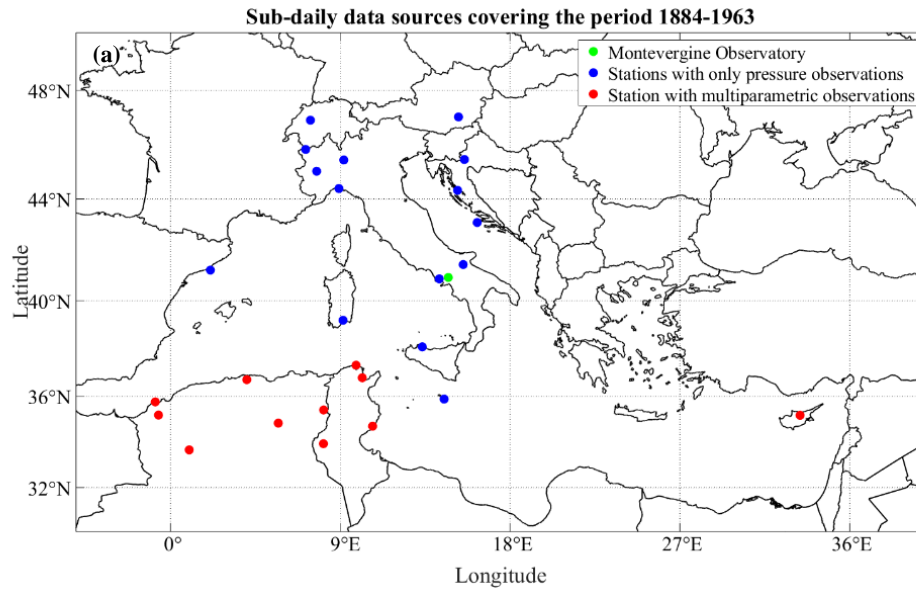 Sub-daily data sources covering the period 1884-1963
(a)
Montevergine Observatory
Stations with only pressure observations
Station with multiparametric observations
48°N
44°N
40°N
36°N
32°N
Latitude
0°
9°E
18°E
27°E
36°E
Longitude